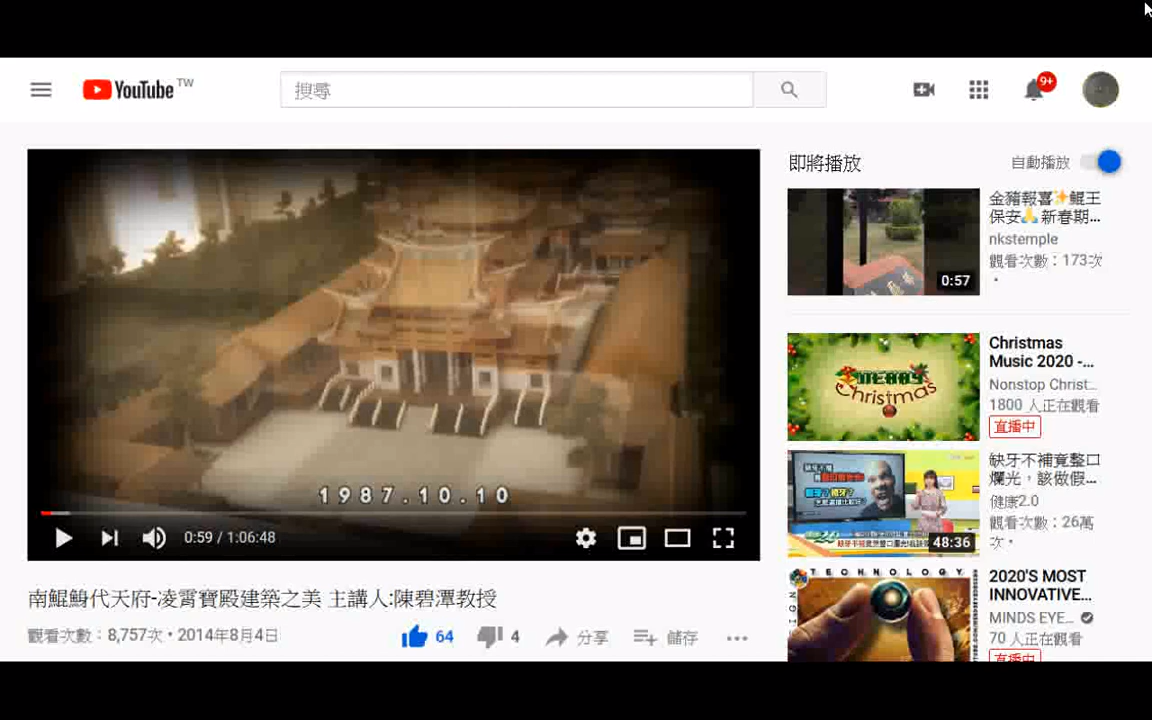 YouTube TW
搜尋
9+
1987.10.10
0:59 / 1:06:48
南鯤鯓代天府-凌霄寶殿建築之美 主講人:陳碧潭教授
觀看次數：8,757次 • 2014年8月4日
64
4
分享
儲存
即將播放
自動播放
0:57
金豬報喜✨鯤王
保安🙏新春期...
nkstemple
觀看次數：173次
•
MERRY
Christmas
Christmas
Music 2020 -...
Nonstop Christ...
1800 人正在觀看
直播中
48:36
缺牙不補竟整口
爛光，該做假...
健康2.0
觀看次數：26萬
次 •
TECHNOLOGY
2020'S MOST
INNOVATIVE...
MINDS EYE...
70 人正在觀看
直播中